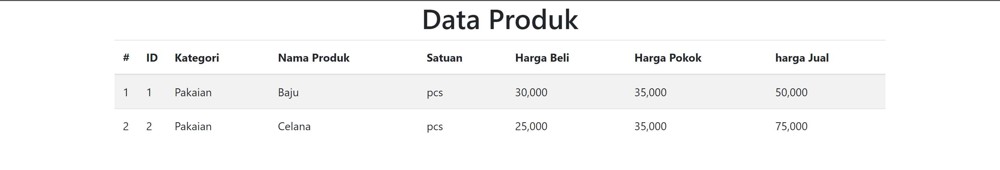 Data Produk
# ID Kategori Nama Produk Satuan Harga Beli Harga Pokok harga Jual
1 1 Pakaian Baju pcs 30,000 35,000 50,000
2 2 Pakaian Celana pcs 25,000 35,000 75,000